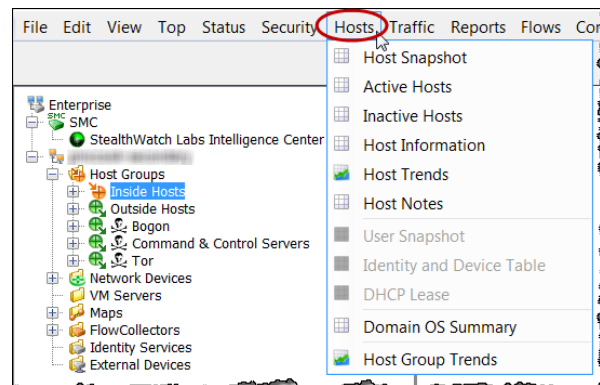 File Edit View Top Status Security Hosts Traffic Reports Flows
Host Snapshot
Active Hosts
Inactive Hosts
Host Information
Host Trends
Host Notes
User Snapshot
Identity and Device Table
DHCP Lease
Domain OS Summary
Host Group Trends
Enterprise
SMC
SMC
StealthWatch Labs Intelligence Center
Host Groups
Inside Hosts
Outside Hosts
Bogon
Command & Control Servers
Tor
Network Devices
VM Servers
Maps
FlowCollectors
Identity Services
External Devices